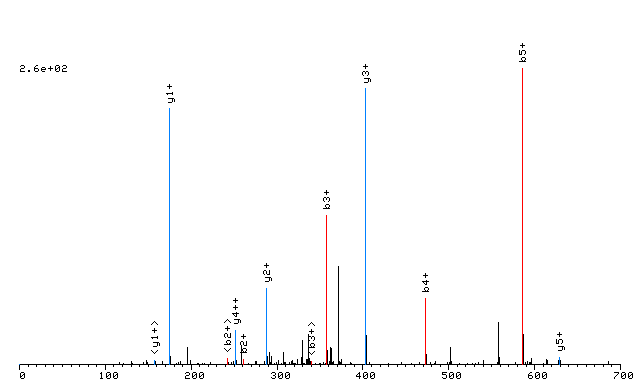 2.6e+02
b5+
y3+
y1+
b3+
y4++
y2+
b4+
<y1+>
<b2+>
b2+
<b3+>
y5+
0 100 200 300 400 500 600 700